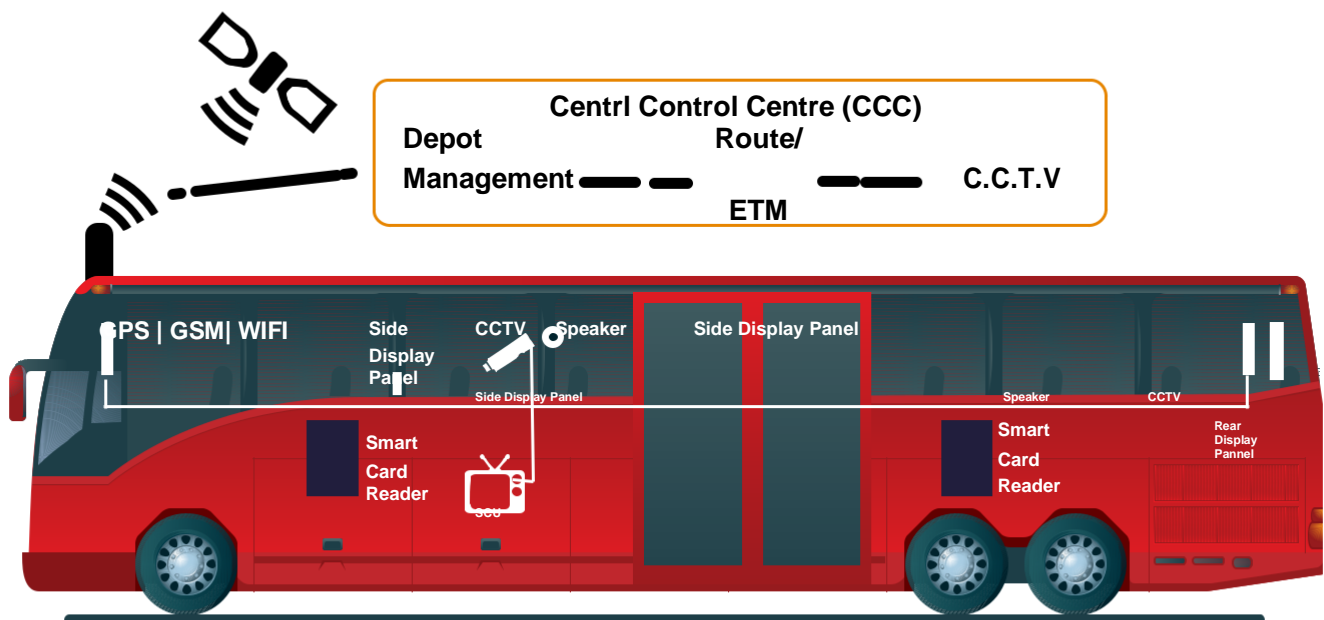 Centrl Control Centre (CCC)
Depot Route/
Management C.C.T.V
ETM
GPS | GSM| WIFI
Side
Display
Panel
CCTV
Speaker
Side Display Panel
Side Display Panel
Speaker
CCTV
Smart
Card
Reader
SCU
Smart
Card
Reader
Rear
Display
Pannel